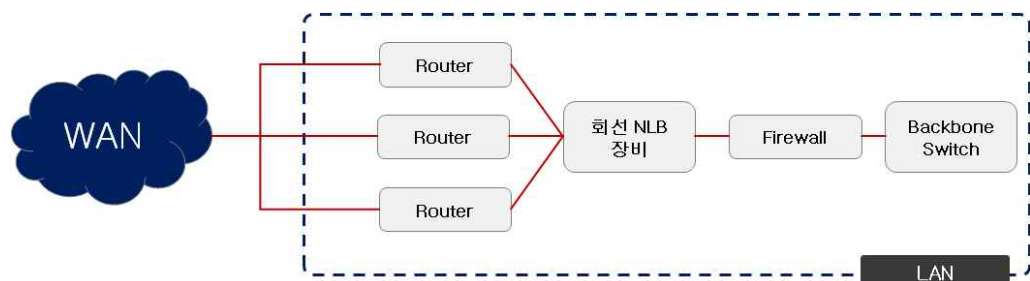 WAN
Router
Router
Router
회선 NLB
장비
Firewall
Backbone
Switch
LAN